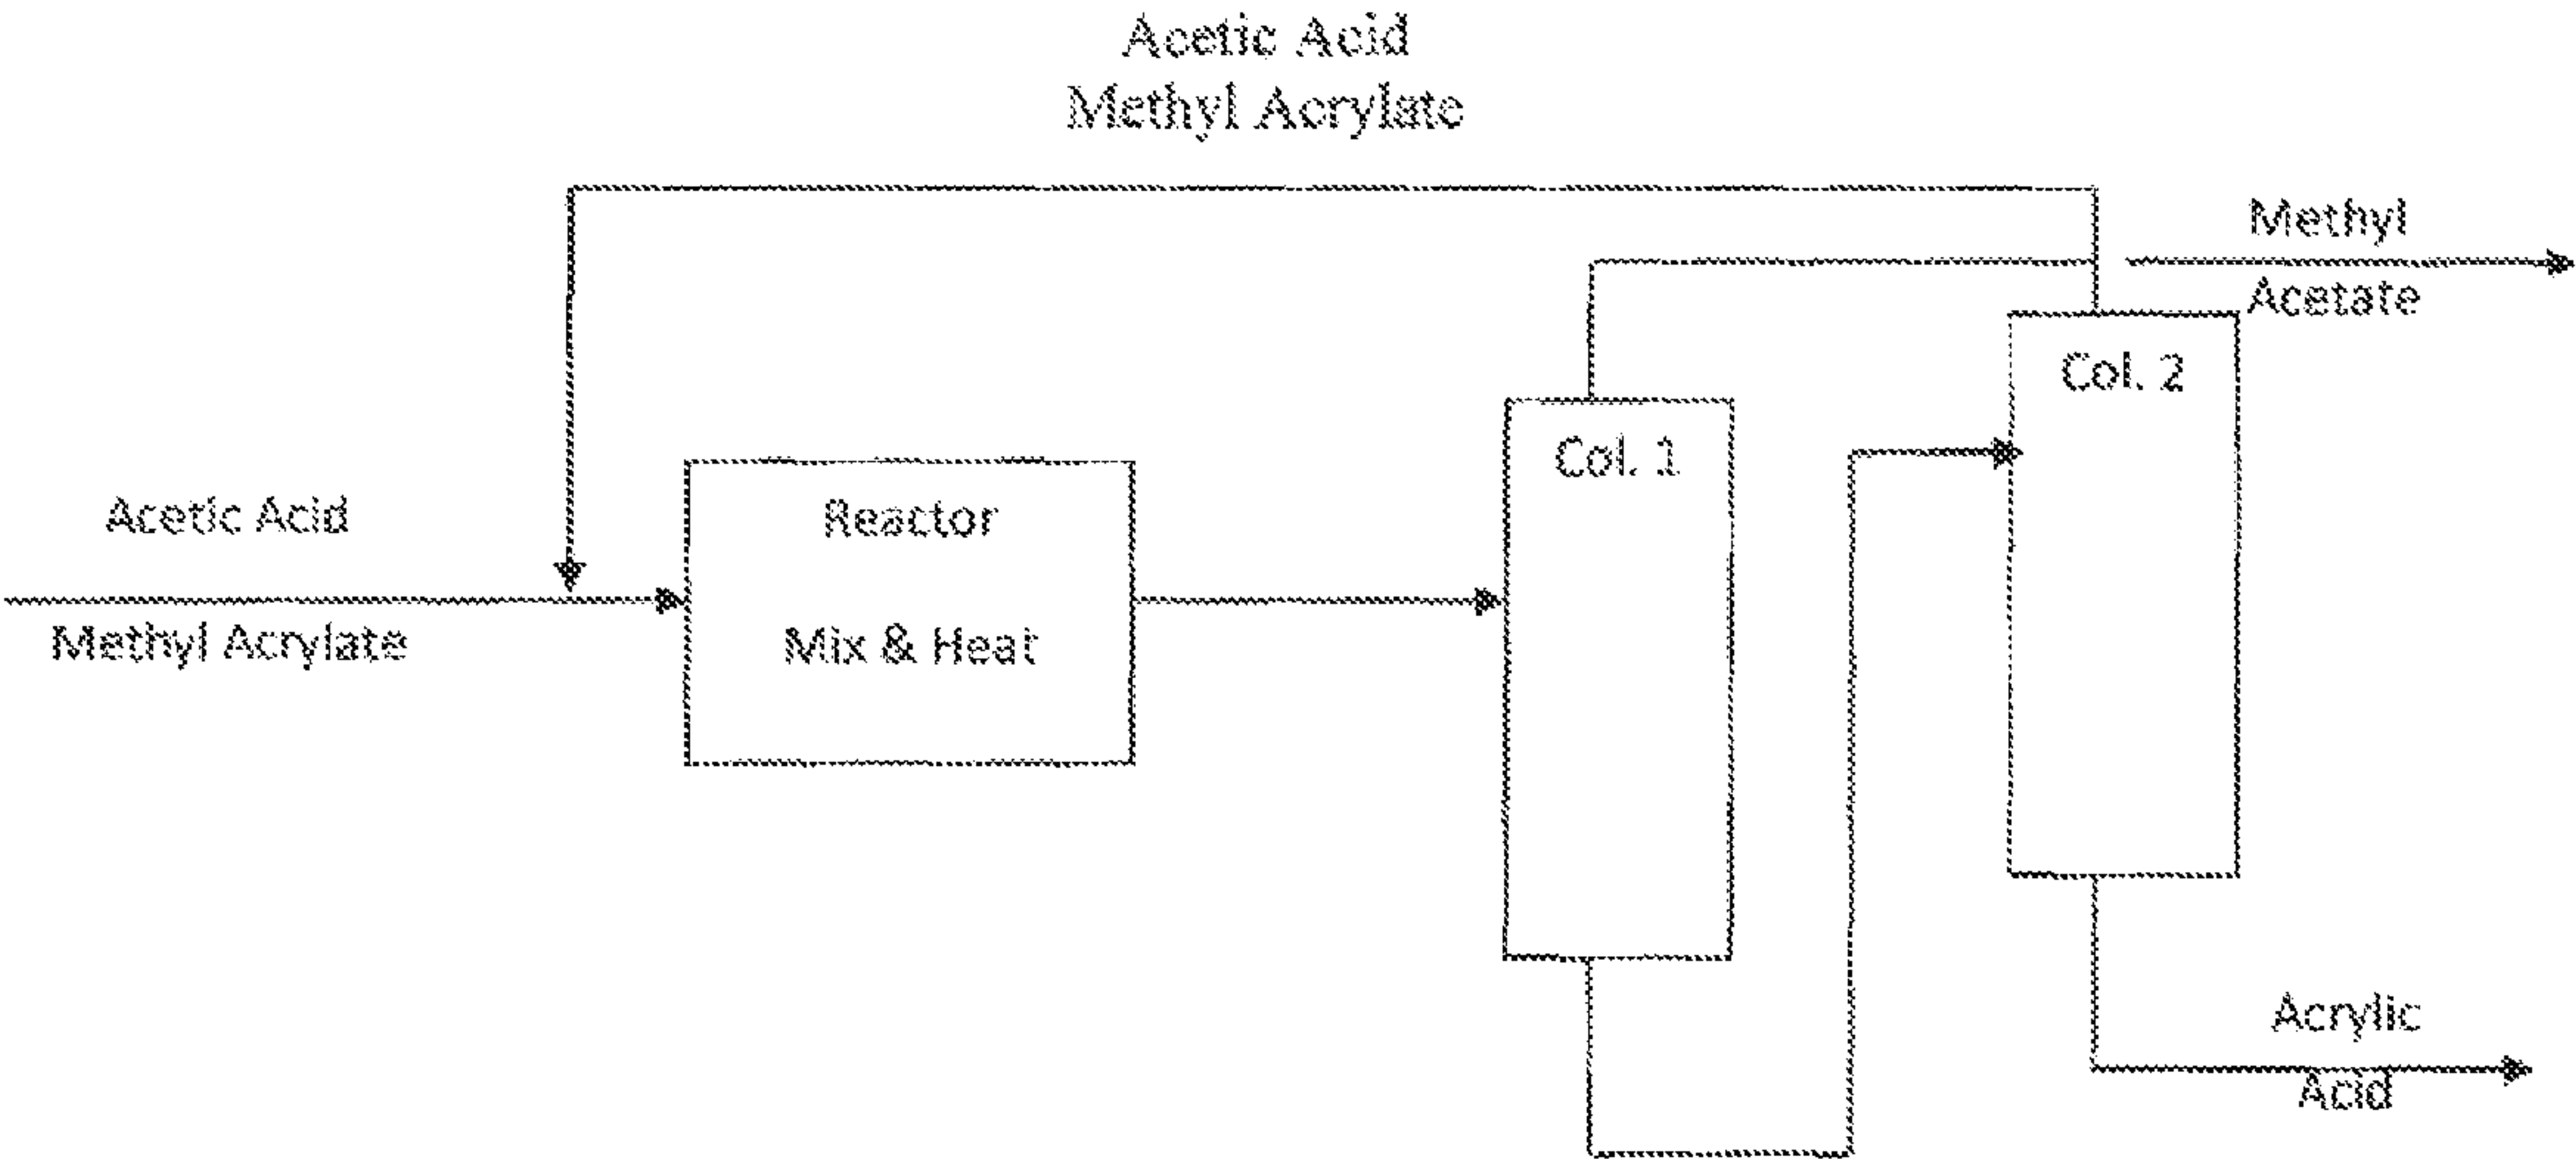 Acetic Acid
Methyl Acrylate
Methyl
Acetate
Col. 2
Col. 1
Reactor
Mix & Heat
Acetic Acid
Methyl Acrylate
Acrylic
Acid